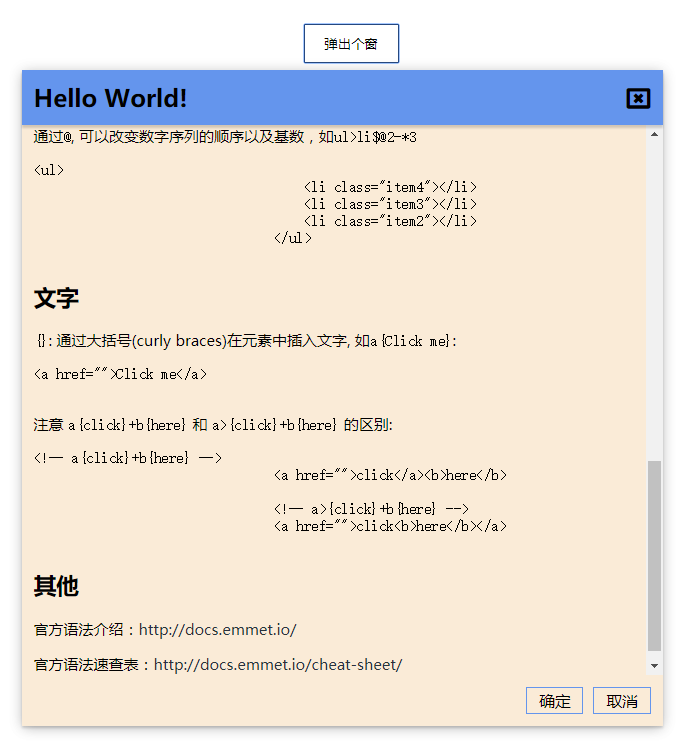 弹出个窗
Hello World!
通过@, 可以改变数字序列的顺序以及基数，如ul>li$@2-*3
<ul>
<li class="item4"></li>
<li class="item3"></li>
<li class="item2"></li>
</ul>
文字
{}: 通过大括号(curly braces)在元素中插入文字, 如a{Click me}:
<a href="">Click me</a>
注意 a{click}+b{here} 和 a>{click}+b{here} 的区别:
<!-- a{click}+b{here} -->
<a href="">click</a><b>here</b>
<!-- a>{click}+b{here} -->
<a href="">click<b>here</b></a>
其他
官方语法介绍：http://docs.emmet.io/
官方语法速查表：http://docs.emmet.io/cheat-sheet/
确定 取消